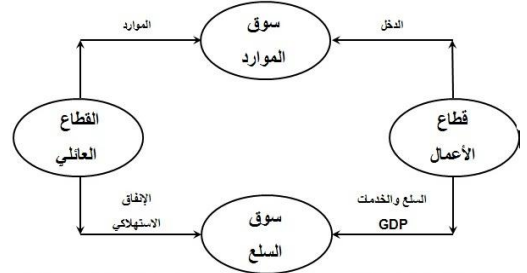 سوق
الموارد
الموارد
الدخل
القطاع
العائلي
قطاع
الأعمال
الإنفاق
الاستهلاكي
السلع والخدمات
GDP
سوق
السلع